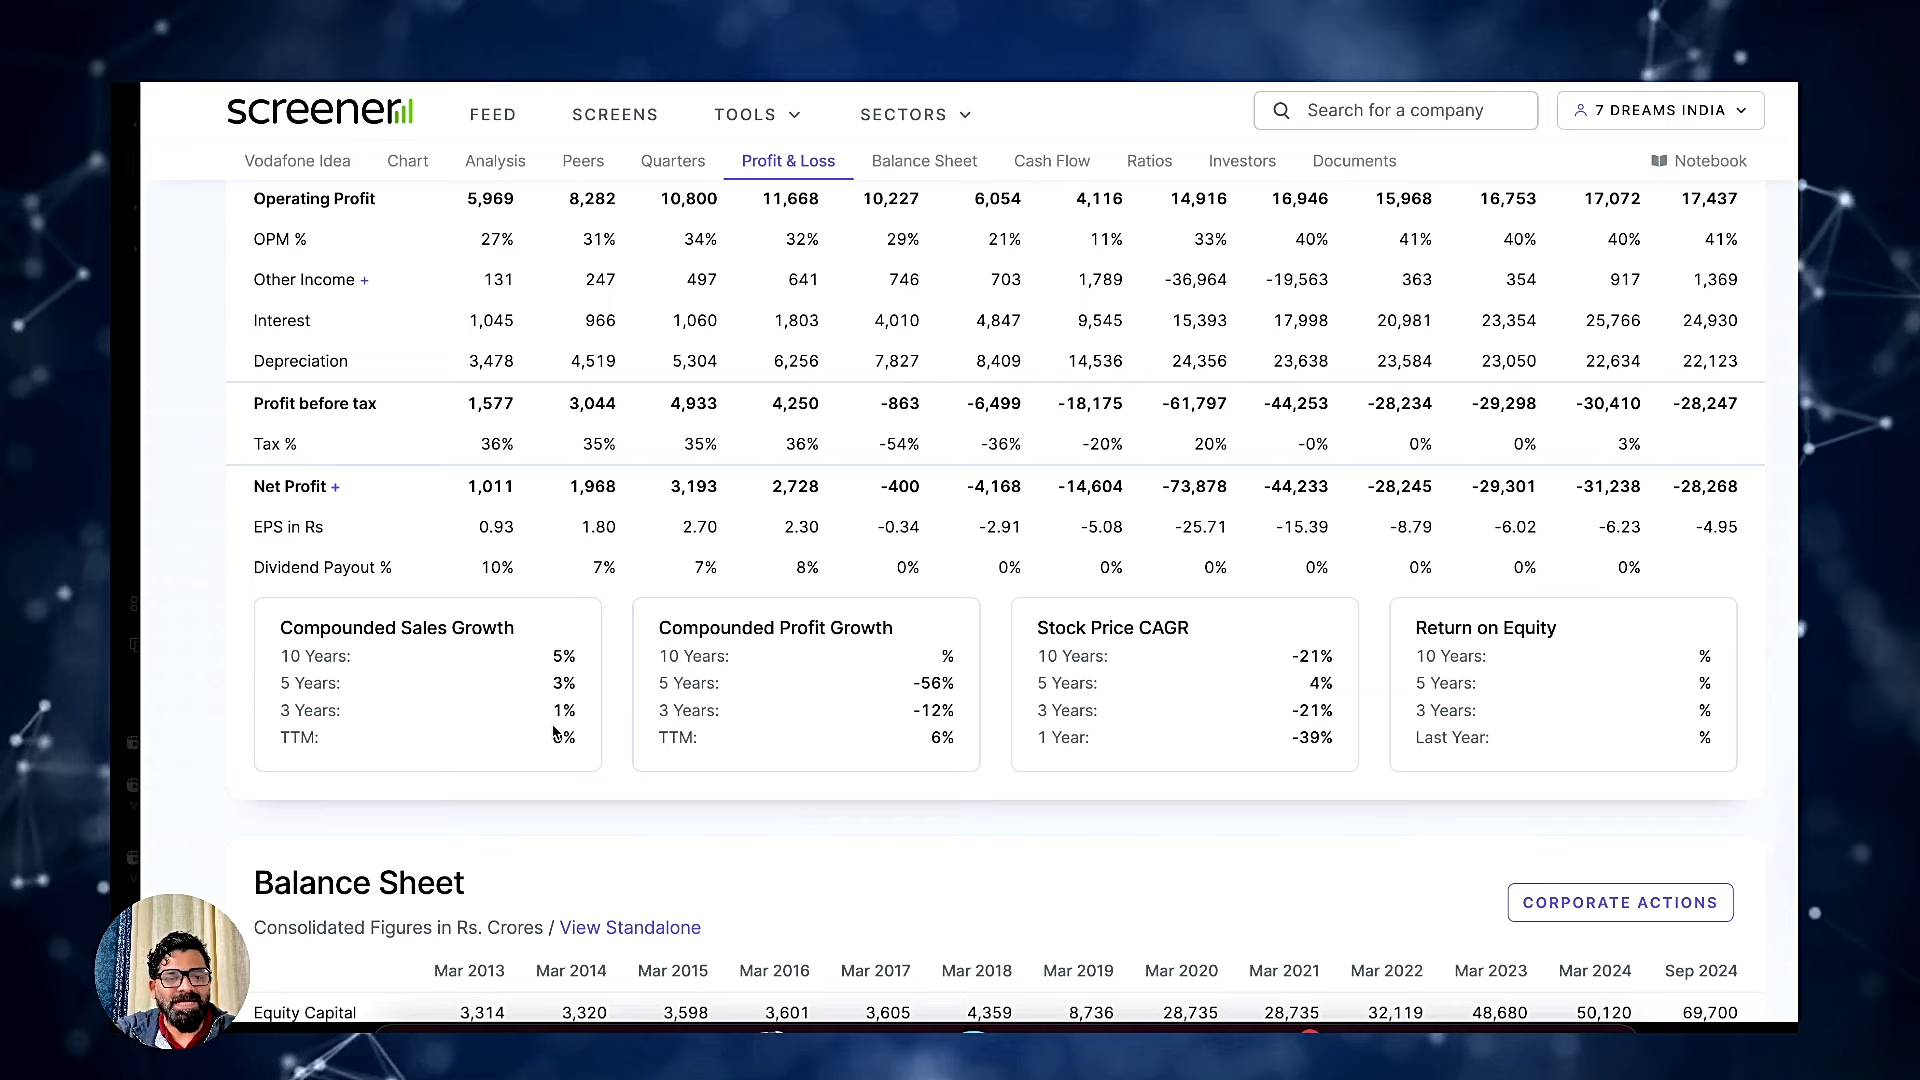 screener FEED SCREENS TOOLS SECTORS Search for a company 7 DREAMS INDIA
Vodafone Idea Chart Analysis Peers Quarters Profit & Loss Balance Sheet Cash Flow Ratios Investors Documents Notebook
Operating Profit 5,969 8,282 10,800 11,668 10,227 6,054 4,116 14,916 16,946 15,968 16,753 17,072 17,437
OPM % 27% 31% 34% 32% 29% 21% 11% 33% 40% 41% 40% 40% 41%
Other Income + 131 247 497 641 746 703 1,789 -36,964 -19,563 363 354 917 1,369
Interest 1,045 966 1,060 1,803 4,010 4,847 9,545 15,393 17,998 20,981 23,354 25,766 24,930
Depreciation 3,478 4,519 5,304 6,256 7,827 8,409 14,536 24,356 23,638 23,584 23,050 22,634 22,123
Profit before tax 1,577 3,044 4,933 4,250 -863 -6,499 -18,175 -61,797 -44,253 -28,234 -29,298 -30,410 -28,247
Tax % 36% 35% 35% 36% -54% -36% -20% 20% -0% 0% 0% 3%
Net Profit + 1,011 1,968 3,193 2,728 -400 -4,168 -14,604 -73,878 -44,233 -28,245 -29,301 -31,238 -28,268
EPS in Rs 0.93 1.80 2.70 2.30 -0.34 -2.91 -5.08 -25.71 -15.39 -8.79 -6.02 -6.23 -4.95
Dividend Payout % 10% 7% 7% 8% 0% 0% 0% 0% 0% 0% 0% 0%
Compounded Sales Growth
10 Years: 5%
5 Years: 3%
3 Years: 1%
TTM:
Compounded Profit Growth
10 Years: %
5 Years: -56%
3 Years: -12%
TTM: 6%
Stock Price CAGR
10 Years: -21%
5 Years: 4%
3 Years: -21%
1 Year: -39%
Return on Equity
10 Years: %
5 Years: %
3 Years: %
Last Year: %
Balance Sheet
CORPORATE ACTIONS
Consolidated Figures in Rs. Crores / View Standalone
Mar 2013 Mar 2014 Mar 2015 Mar 2016 Mar 2017 Mar 2018 Mar 2019 Mar 2020 Mar 2021 Mar 2022 Mar 2023 Mar 2024 Sep 2024
Equity Capital 3,314 3,320 3,598 3,601 3,605 4,359 8,736 28,735 28,735 32,119 48,680 50,120 69,700